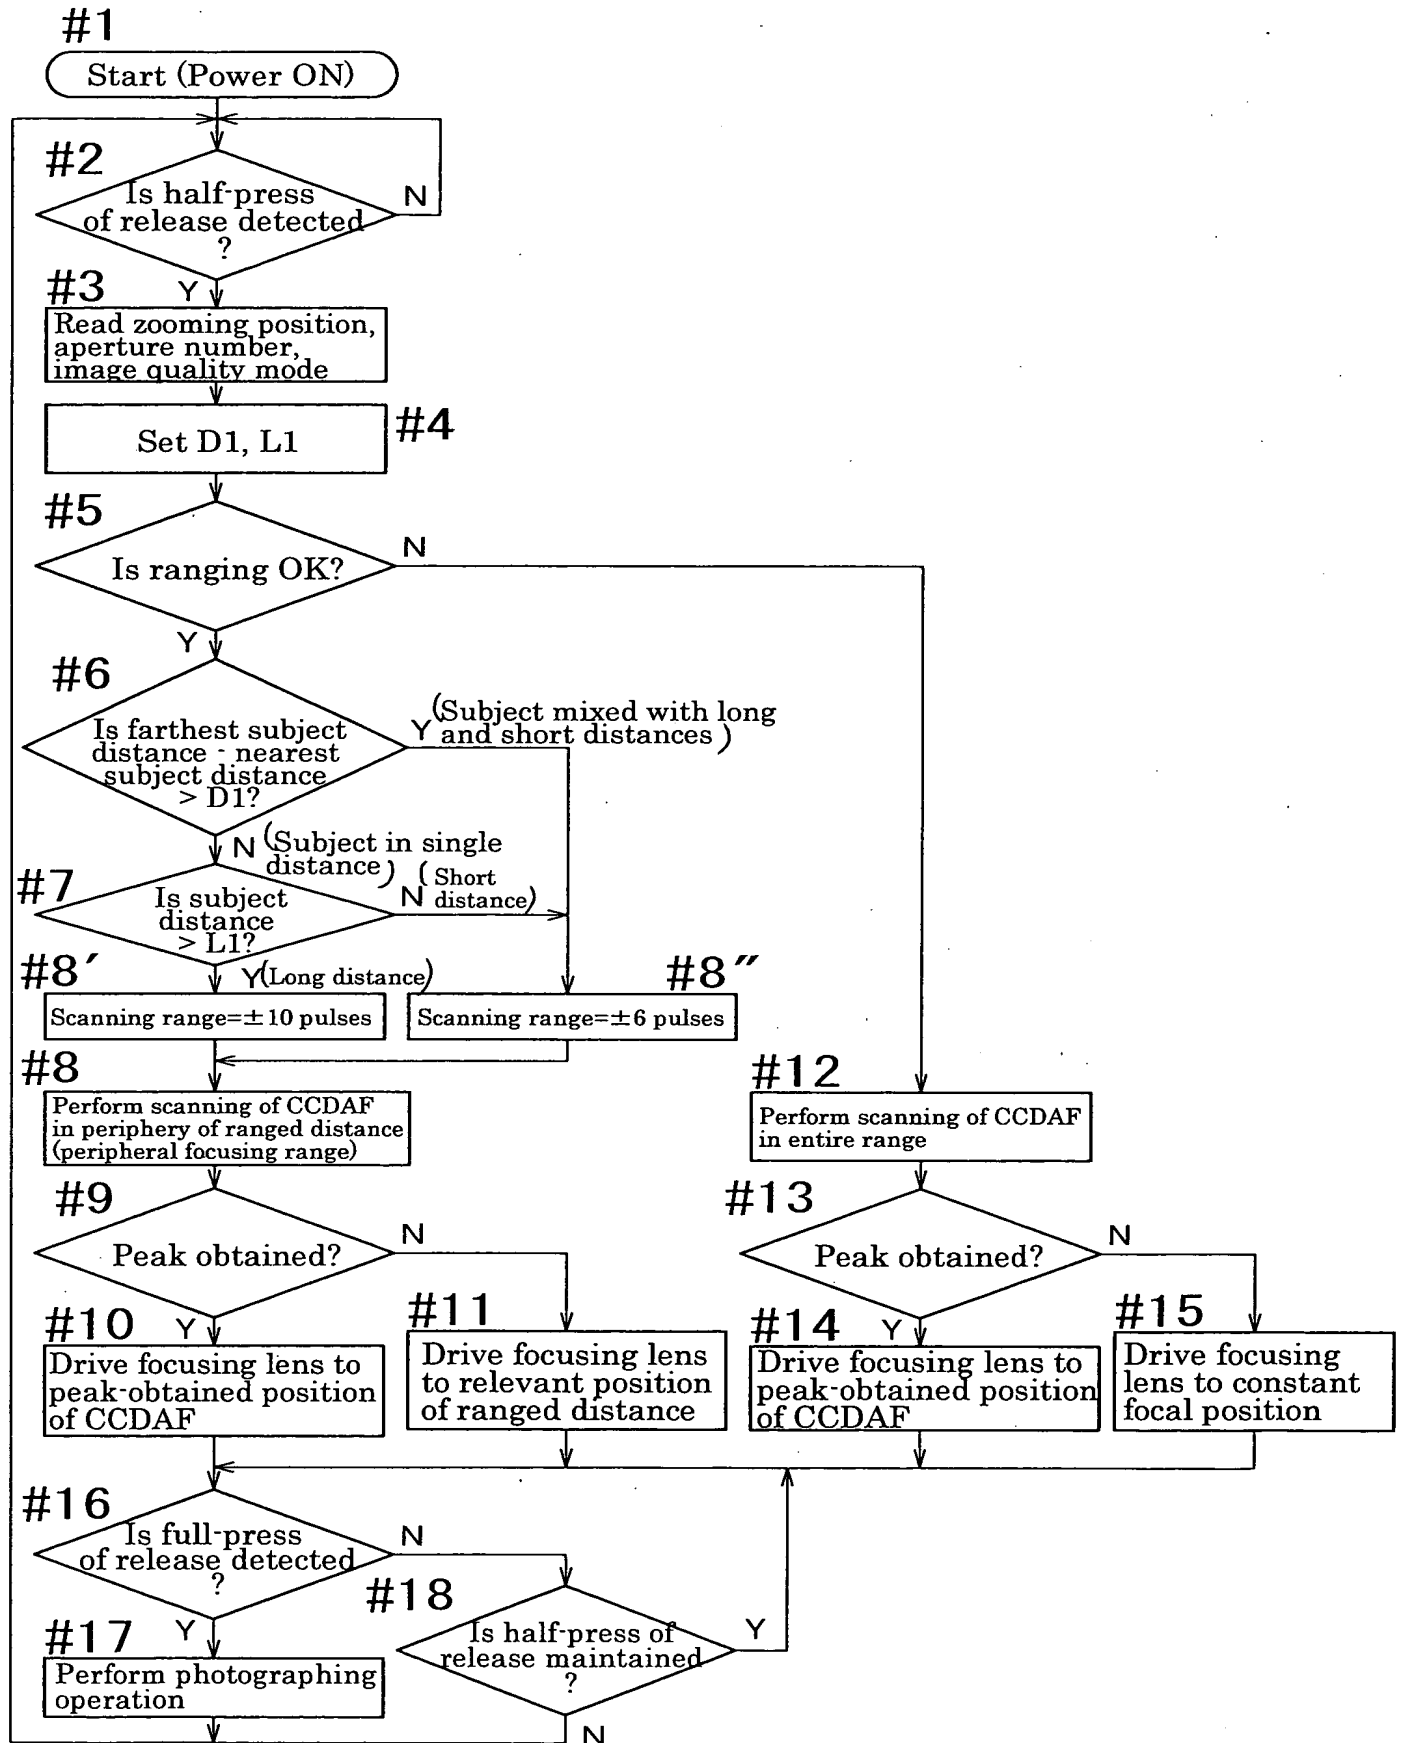 #1
Start (Power ON)
#2
Is half-press
of release detected
?
N
Y
#3
Read zooming position,
aperture number,
image quality mode
Set D1, L1
#4
#5
Is ranging OK?
N
Y
#6
Is farthest subject
distance - nearest
subject distance
> D1?
Y (Subject mixed with long
and short distances)
N (Subject in single
distance)
#7
Is subject
distance
> L1?
N (Short
distance)
Y(Long distance)
#8′
Scanning range=±10 pulses
#8″
Scanning range=±6 pulses
#8
Perform scanning of CCDAF
in periphery of ranged distance
(peripheral focusing range)
#12
Perform scanning of CCDAF
in entire range
#9
Peak obtained?
N
Y
#13
Peak obtained?
N
Y
#10
Drive focusing lens to
peak-obtained position
of CCDAF
#11
Drive focusing lens
to relevant position
of ranged distance
#14
Drive focusing lens to
peak-obtained position
of CCDAF
#15
Drive focusing
lens to constant
focal position
#16
Is full-press
of release detected
?
N
Y
#18
Is half-press of
release maintained
?
Y
N
#17
Perform photographing
operation